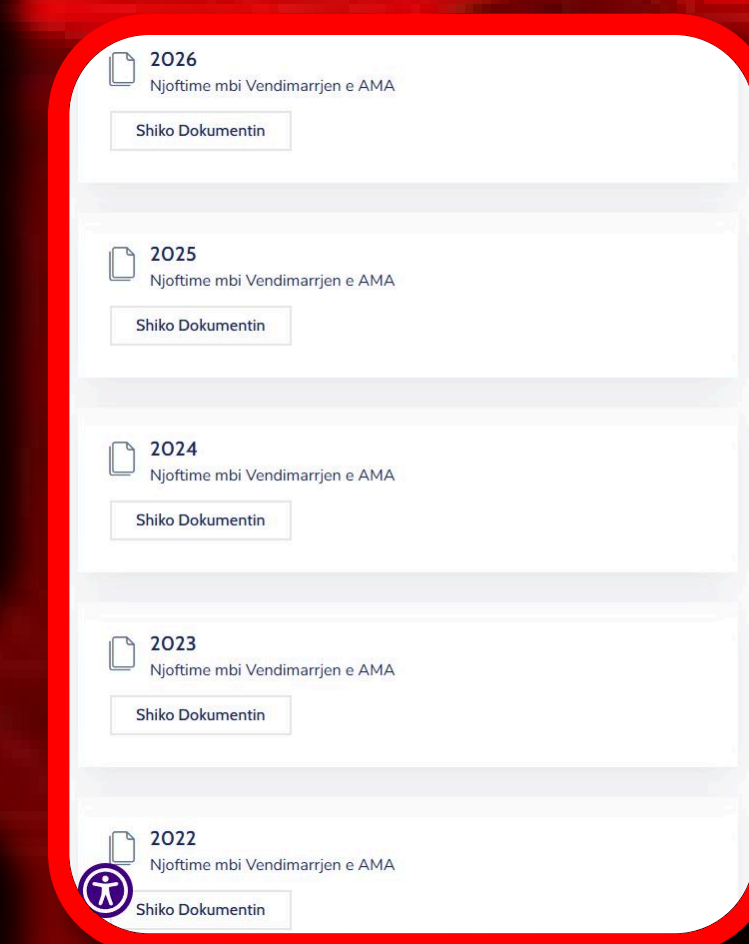 2026
Njoftime mbi Vendimarrjen e AMA
Shiko Dokumentin
2025
Njoftime mbi Vendimarrjen e AMA
Shiko Dokumentin
2024
Njoftime mbi Vendimarrjen e AMA
Shiko Dokumentin
2023
Njoftime mbi Vendimarrjen e AMA
Shiko Dokumentin
2022
Njoftime mbi Vendimarrjen e AMA
Shiko Dokumentin